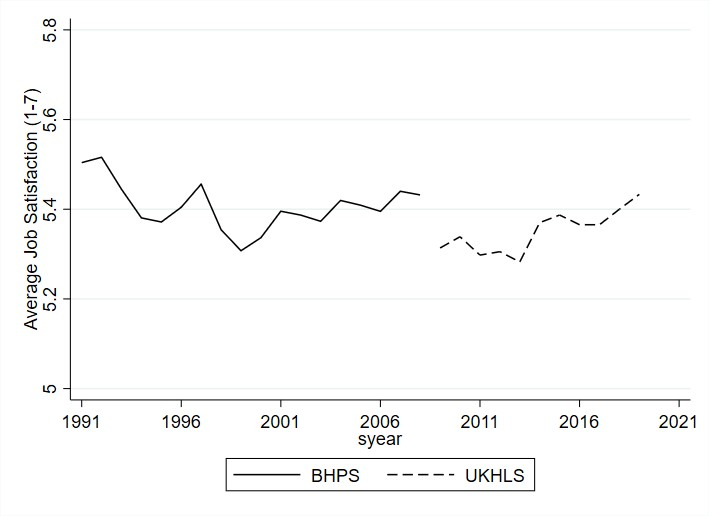 Average Job Satisfaction (1-7)
5.8
5.6
5.4
5.2
5
1991 1996 2001 2006 2011 2016 2021
syear
BHPS UKHLS